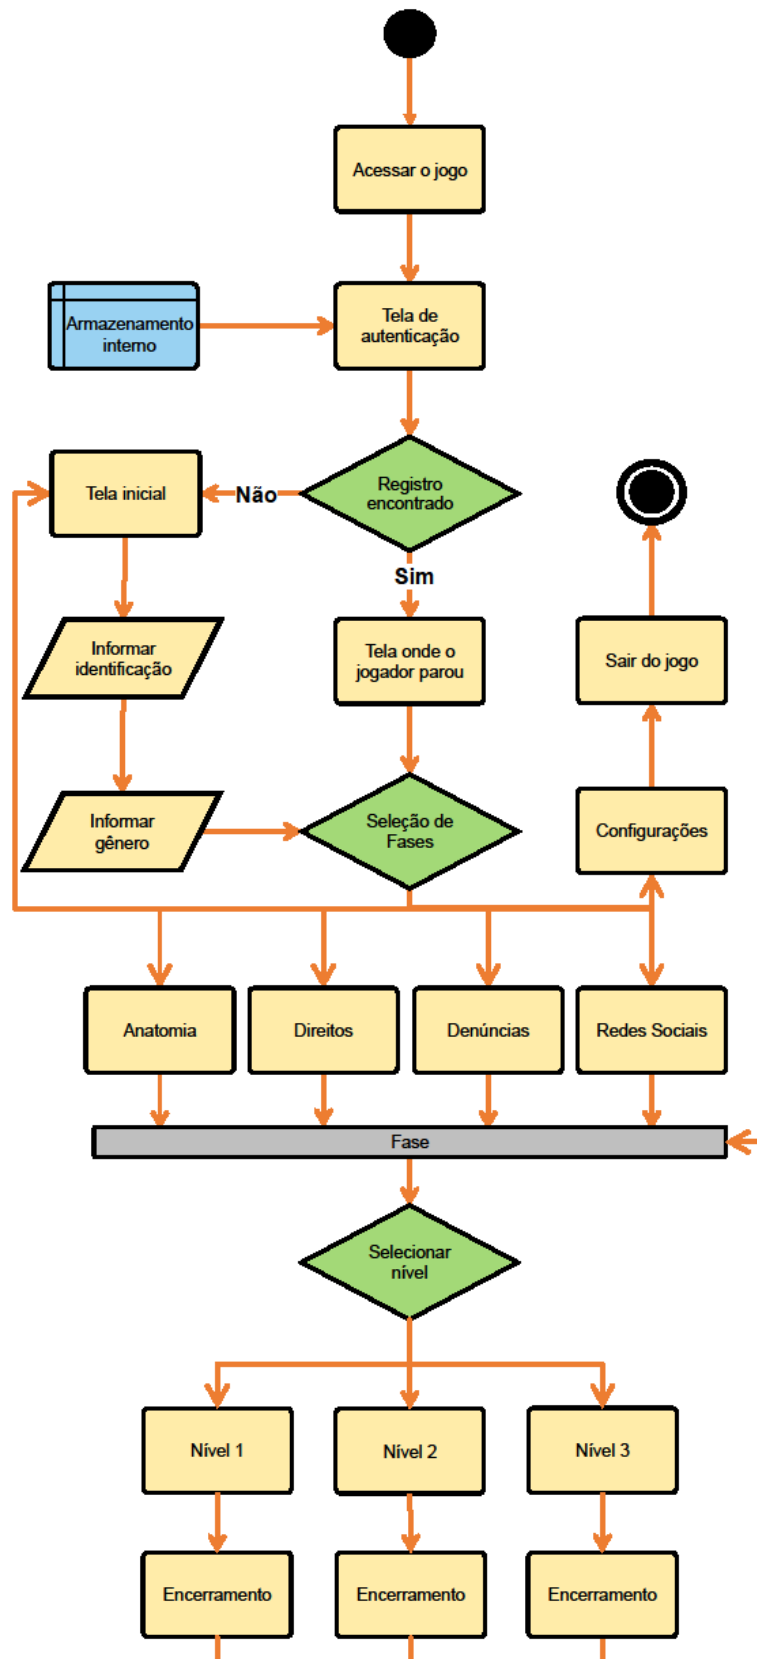 Acessar o jogo
Armazenamento
interno
Tela de
autenticação
Tela inicial
Não
Registro
encontrado
Sim
Informar
identificação
Tela onde o
jogador parou
Sair do jogo
Informar
gênero
Seleção de
Fases
Configurações
Anatomia
Direitos
Denúncias
Redes Sociais
Fase
Selecionar
nível
Nível 1
Nível 2
Nível 3
Encerramento
Encerramento
Encerramento